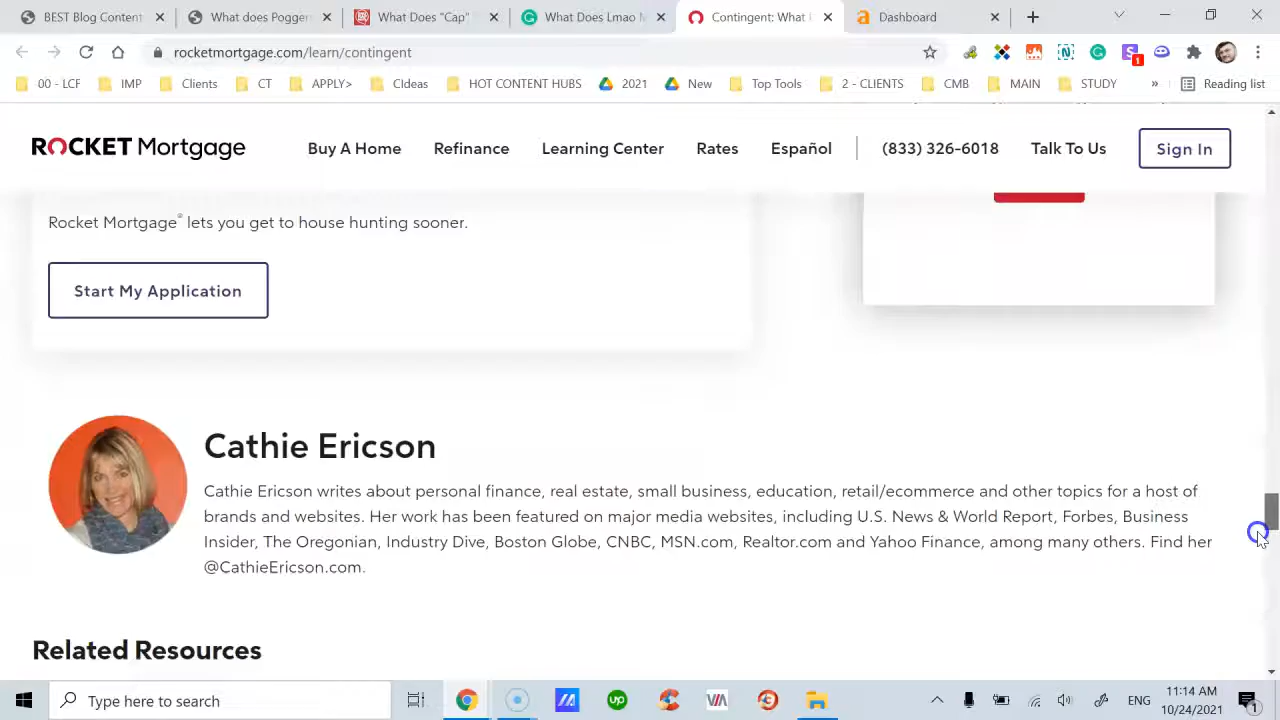 BEST Blog Content
What does Pogger
What Does "Cap"
What Does Lmao M
Contingent: What I
Dashboard
rocketmortgage.com/learn/contingent
00 - LCF
IMP
Clients
CT
APPLY>
CIdeas
HOT CONTENT HUBS
2021
New
Top Tools
2 - CLIENTS
CMB
MAIN
STUDY
»
Reading list
ROCKET Mortgage
Buy A Home
Refinance
Learning Center
Rates
Español
(833) 326-6018
Talk To Us
Sign In
Rocket Mortgage® lets you get to house hunting sooner.
Start My Application
Cathie Ericson
Cathie Ericson writes about personal finance, real estate, small business, education, retail/ecommerce and other topics for a host of
brands and websites. Her work has been featured on major media websites, including U.S. News & World Report, Forbes, Business
Insider, The Oregonian, Industry Dive, Boston Globe, CNBC, MSN.com, Realtor.com and Yahoo Finance, among many others. Find her
@CathieEricson.com.
Related Resources
Type here to search
ENG
11:14 AM
10/24/2021